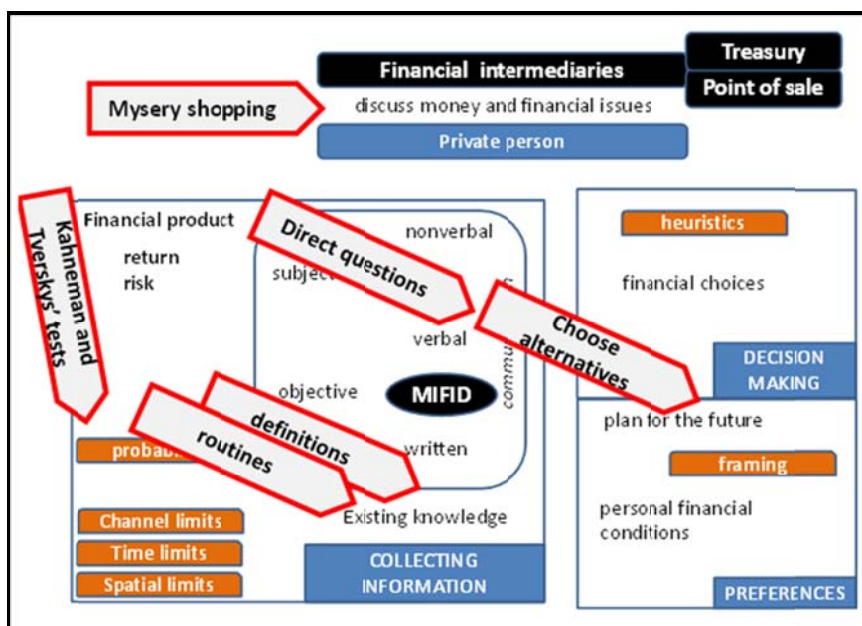 Treasury
Financial intermediaries
Point of sale
Mysery shopping
discuss money and financial issues
Private person
Kahneman and
Tverskys' tests
Financial product
return
risk
Direct questions
nonverbal
verbal
objective
MIFID
written
definitions
routines
Channel limits
Time limits
Spatial limits
Existing knowledge
COLLECTING
INFORMATION
heuristics
financial choices
Choose
alternatives
DECISION
MAKING
plan for the future
framing
personal financial
conditions
PREFERENCES